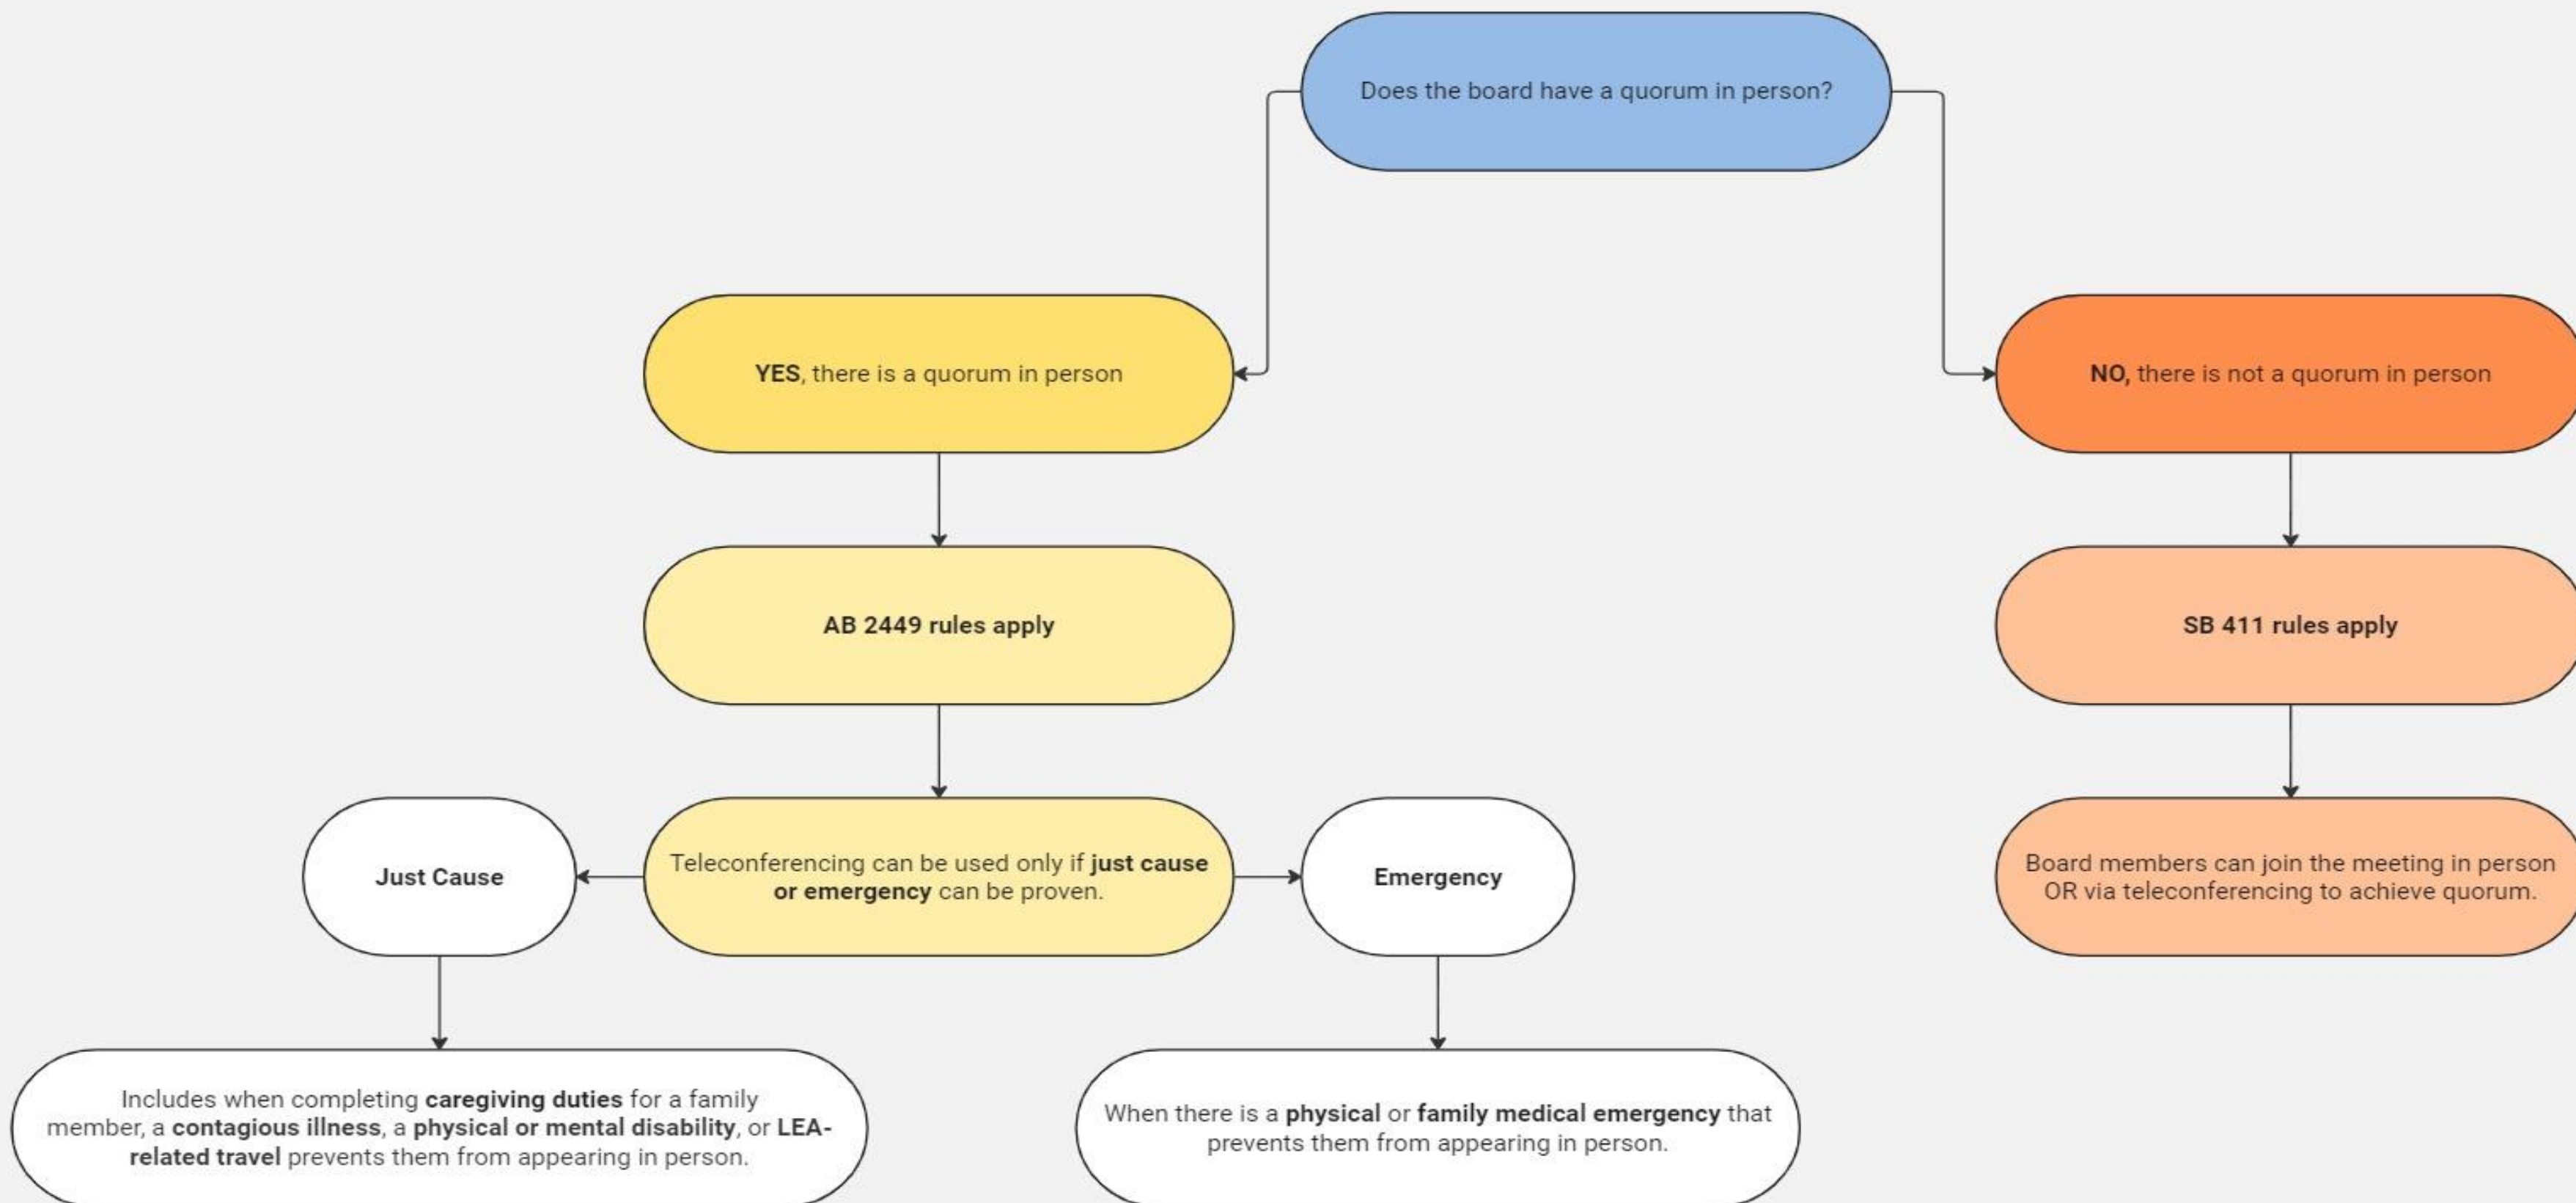 Does the board have a quorum in person?
YES, there is a quorum in person
NO, there is not a quorum in person
AB 2449 rules apply
SB 411 rules apply
Just Cause
Teleconferencing can be used only if just cause
or emergency can be proven.
Emergency
Board members can join the meeting in person
OR via teleconferencing to achieve quorum.
Includes when completing caregiving duties for a family
member, a contagious illness, a physical or mental disability, or LEA-
related travel prevents them from appearing in person.
When there is a physical or family medical emergency that
prevents them from appearing in person.